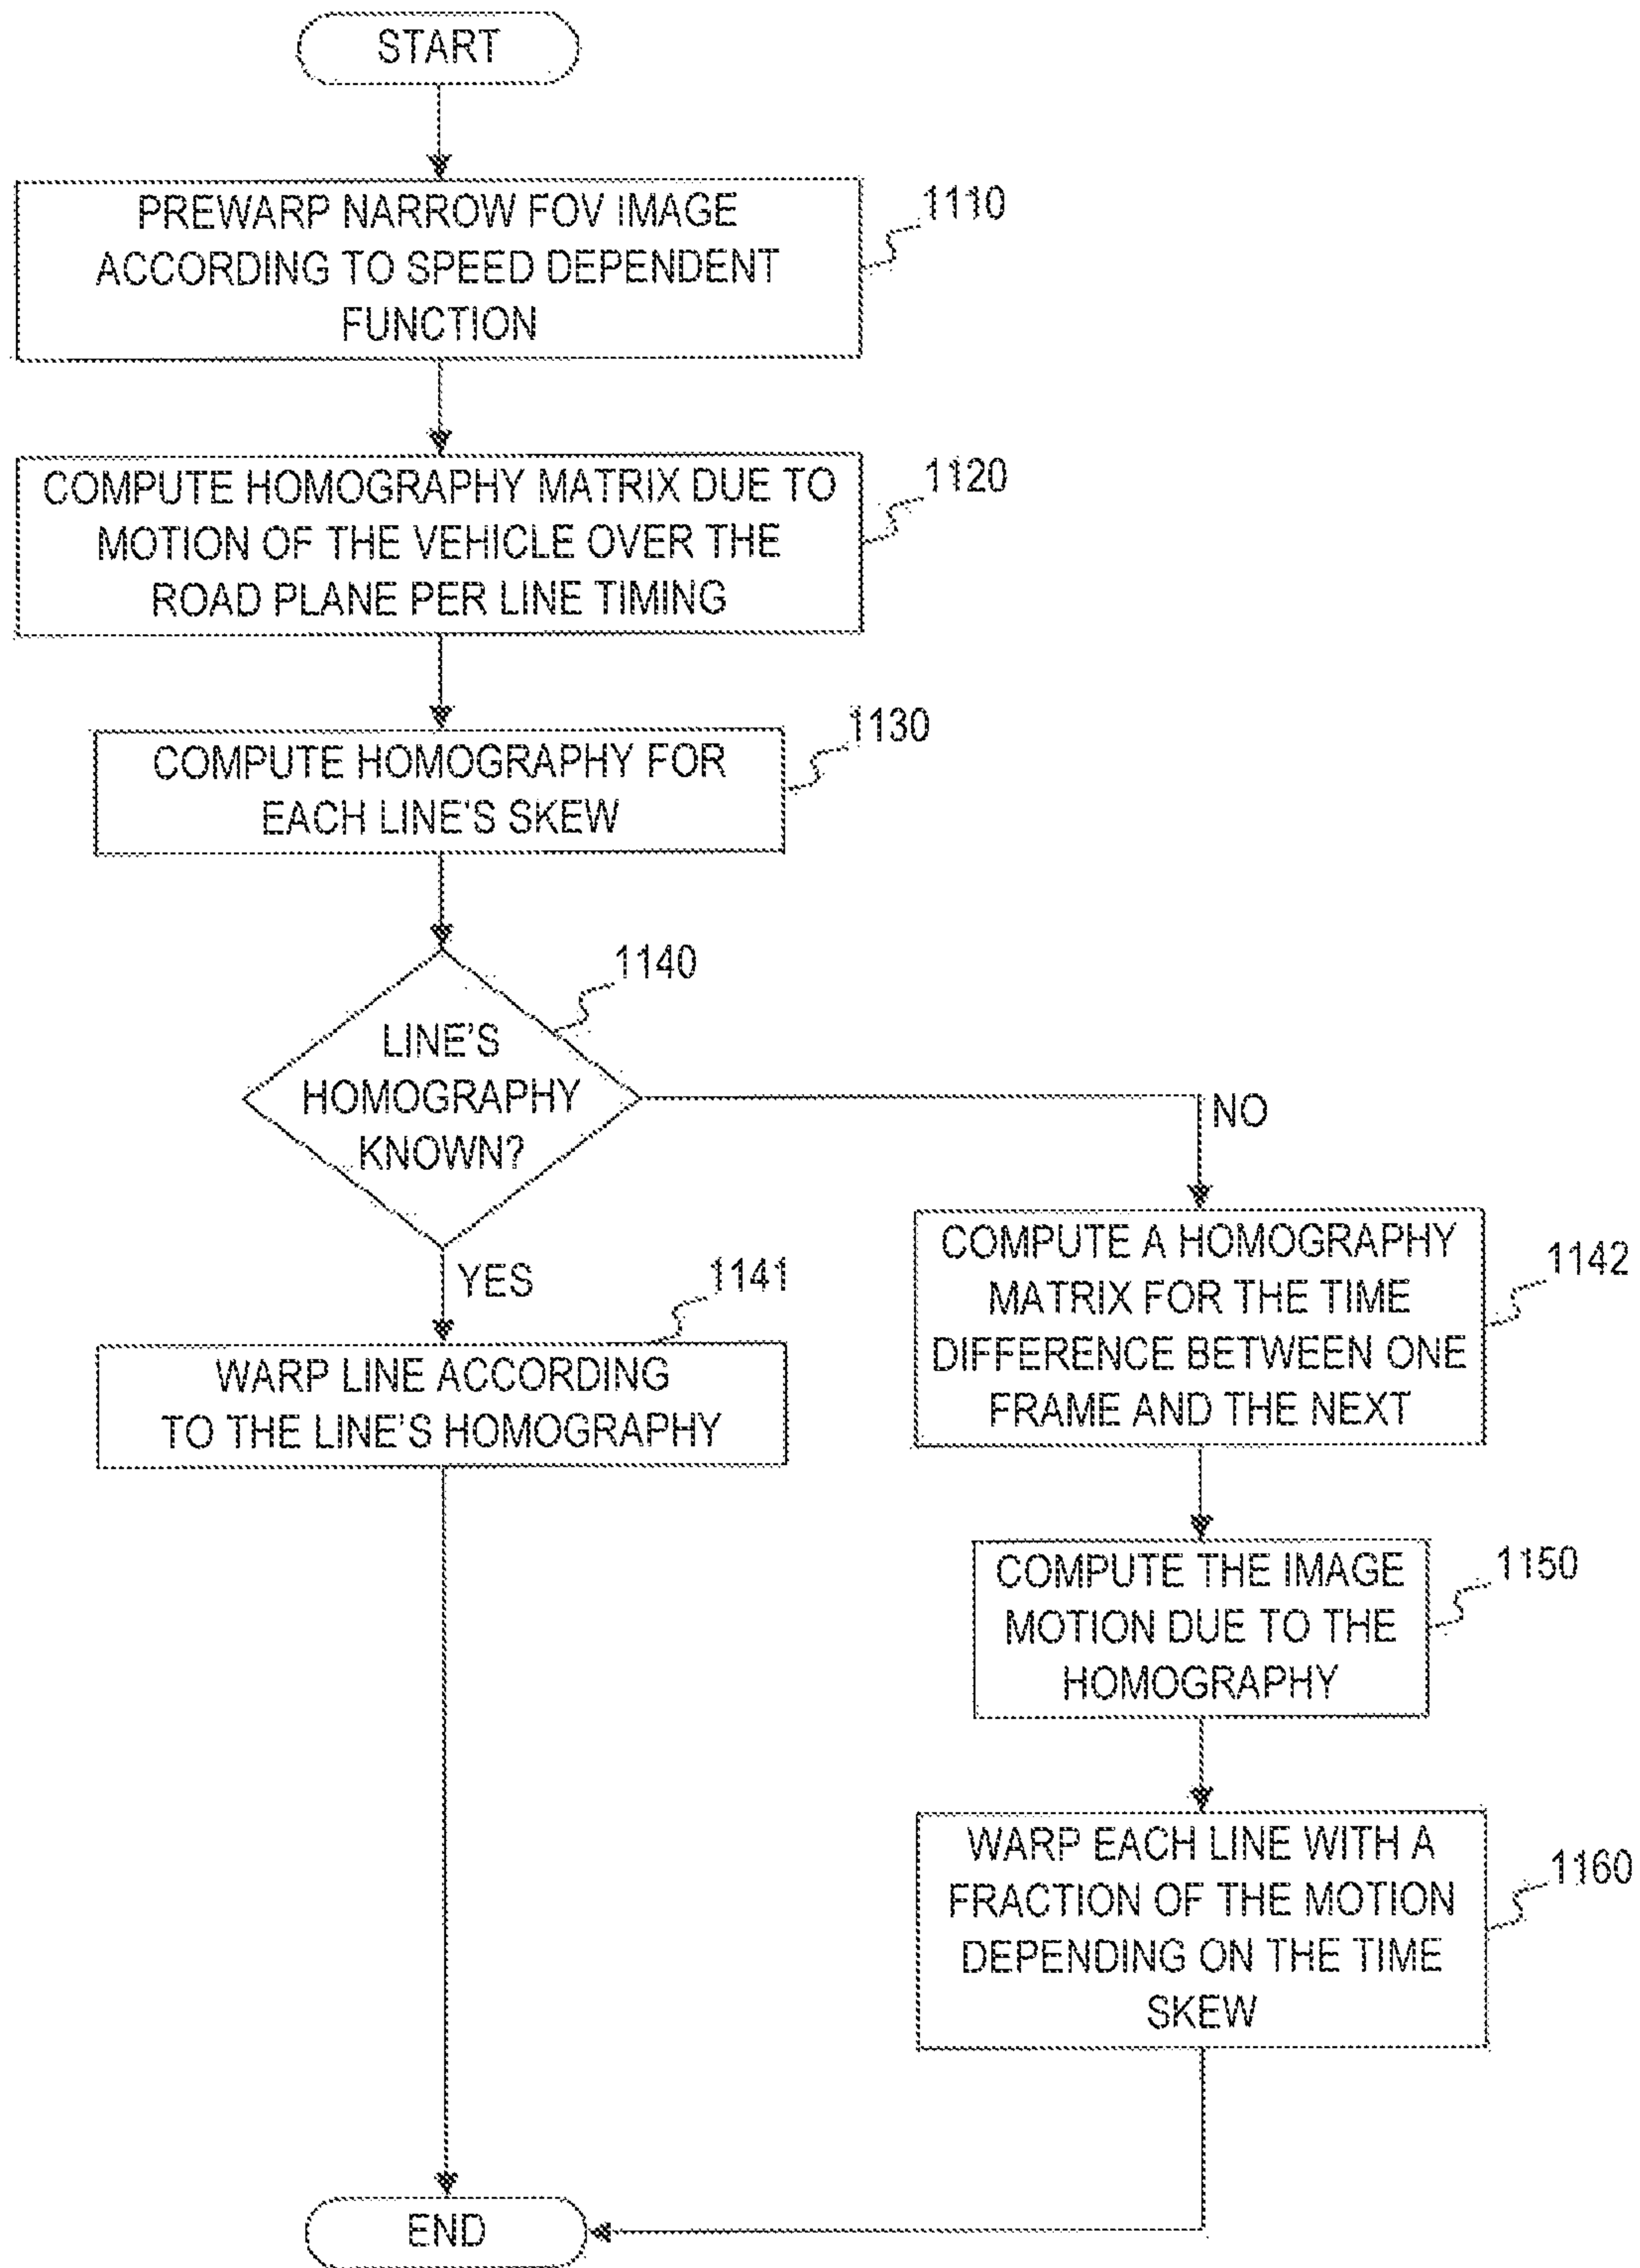 START
PREWARP NARROW FOV IMAGE
ACCORDING TO SPEED DEPENDENT
FUNCTION
1110
COMPUTE HOMOGRAPHY MATRIX DUE TO
MOTION OF THE VEHICLE OVER THE
ROAD PLANE PER LINE TIMING
1120
COMPUTE HOMOGRAPHY FOR
EACH LINE'S SKEW
1130
LINE'S
HOMOGRAPHY
KNOWN?
1140
NO
YES
WARP LINE ACCORDING
TO THE LINE'S HOMOGRAPHY
1141
COMPUTE A HOMOGRAPHY
MATRIX FOR THE TIME
DIFFERENCE BETWEEN ONE
FRAME AND THE NEXT
1142
COMPUTE THE IMAGE
MOTION DUE TO THE
HOMOGRAPHY
1150
WARP EACH LINE WITH A
FRACTION OF THE MOTION
DEPENDING ON THE TIME
SKEW
1160
END